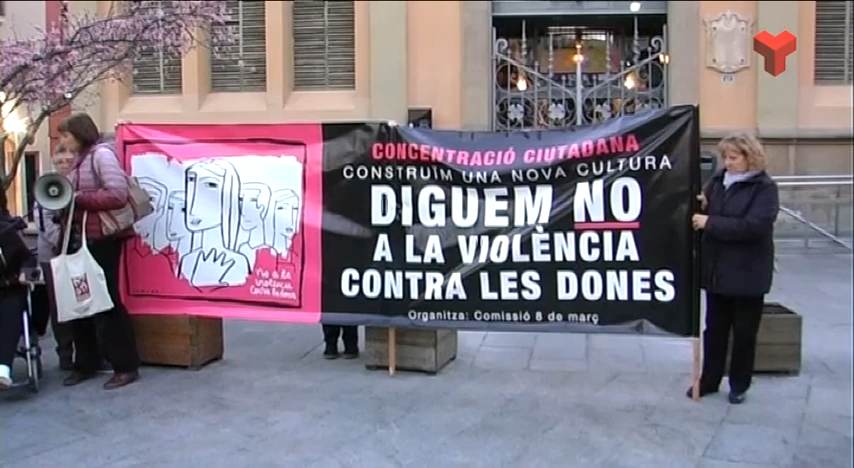 CONCENTRACIÓ CIUTADANA
CONSTRUÏM UNA NOVA CULTURA
DIGUEM NO
A LA VIOLÈNCIA
CONTRA LES DONES
Organitza: Comissió 8 de març
No a la
violència
Contra les dones